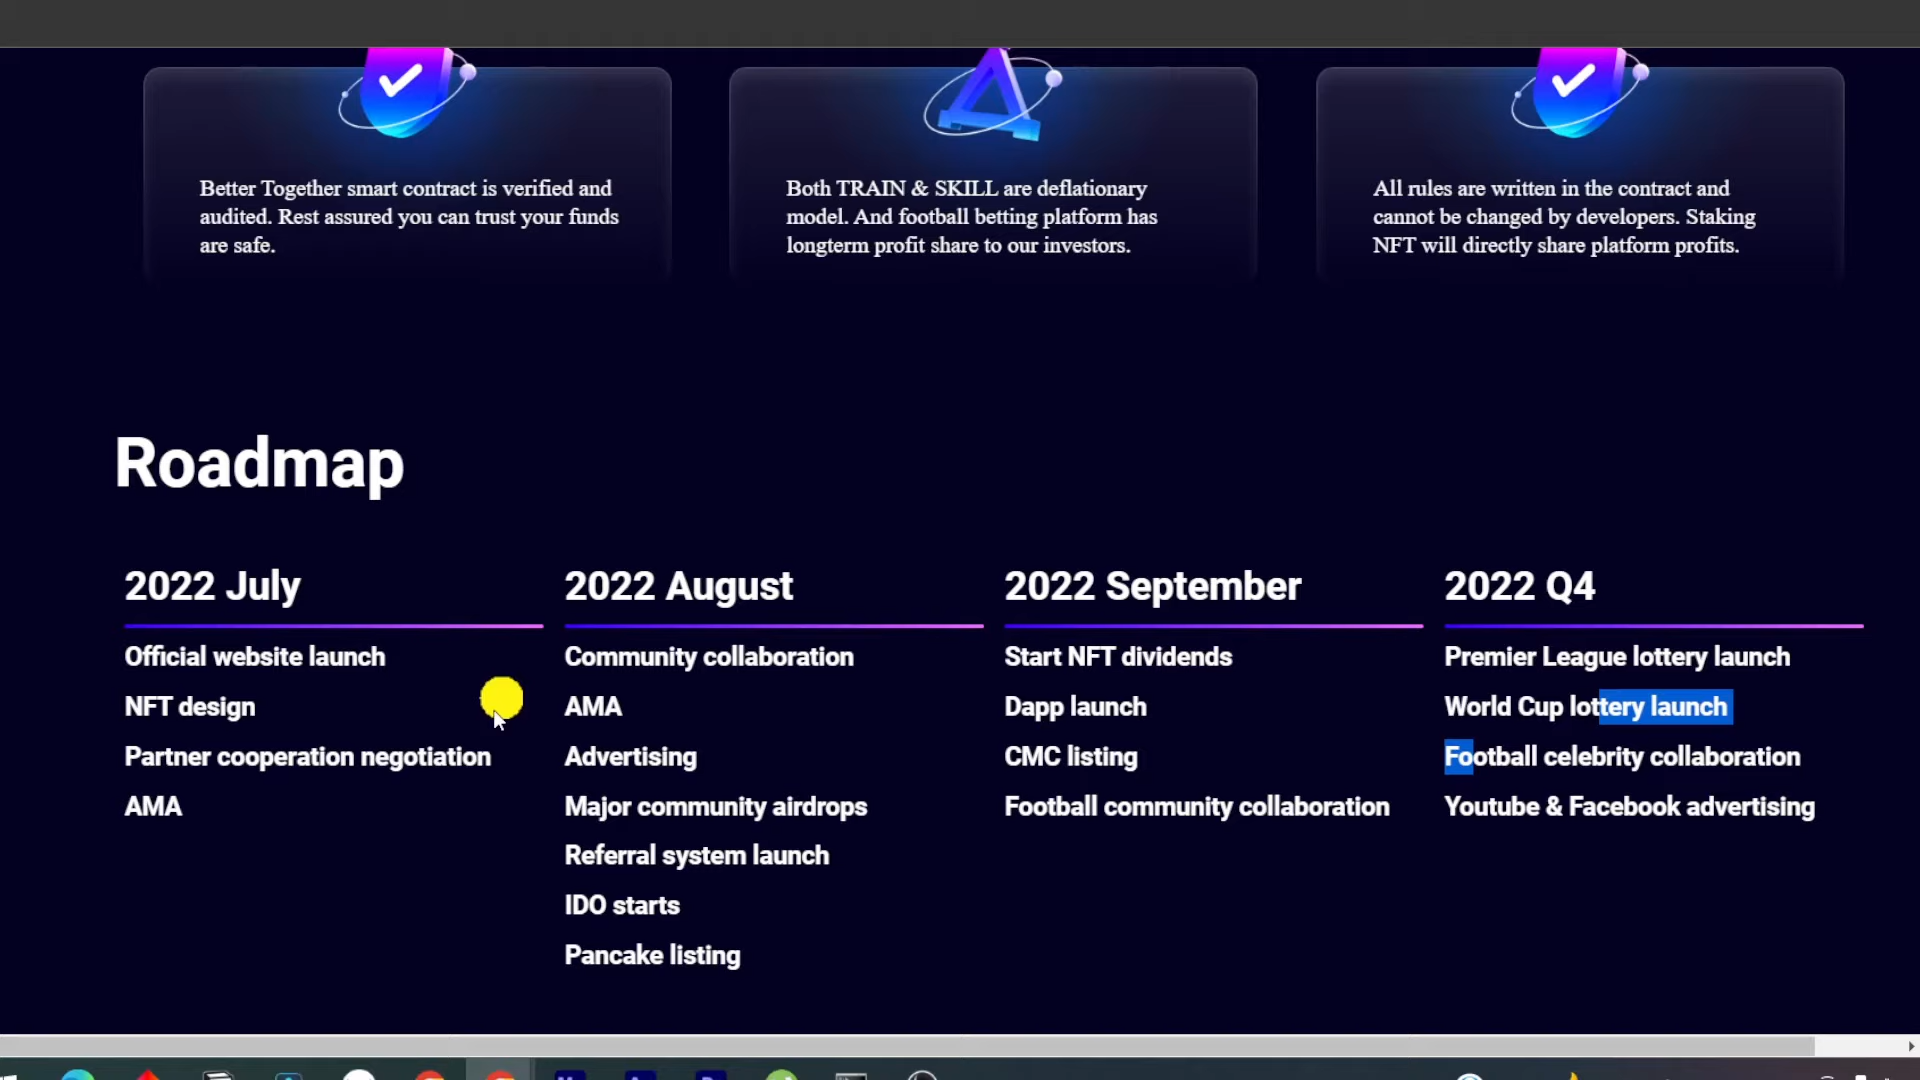 Better Together smart contract is verified and
audited. Rest assured you can trust your funds
are safe.
Both TRAIN & SKILL are deflationary
model. And football betting platform has
longterm profit share to our investors.
All rules are written in the contract and
cannot be changed by developers. Staking
NFT will directly share platform profits.
Roadmap
2022 July
Official website launch
NFT design
Partner cooperation negotiation
AMA
2022 August
Community collaboration
AMA
Advertising
Major community airdrops
Referral system launch
IDO starts
Pancake listing
2022 September
Start NFT dividends
Dapp launch
CMC listing
Football community collaboration
2022 Q4
Premier League lottery launch
World Cup lottery launch
Football celebrity collaboration
Youtube & Facebook advertising